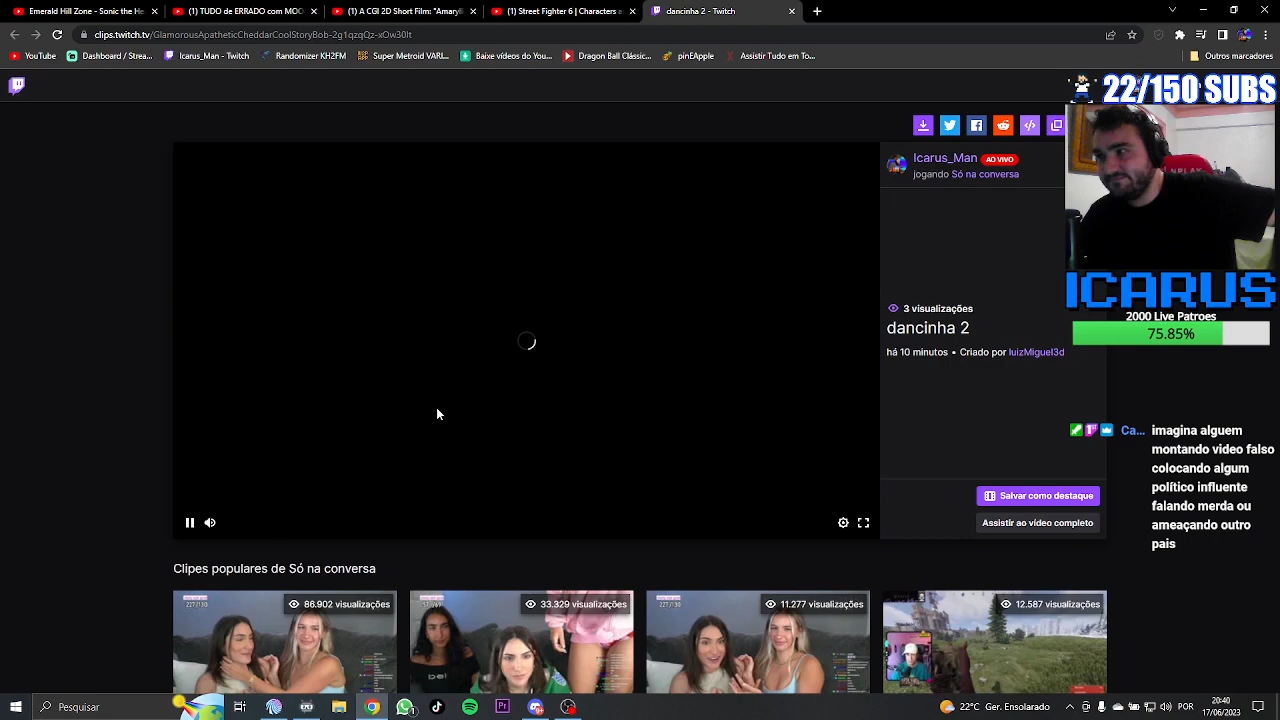 Emerald Hill Zone - Sonic the He
(1) TUDO de ERRADO com MOO
(1) A CGI 2D Short Film: "Amaryll
(1) Street Fighter 6 | Characters a
dancinha 2 - Twitch
clips.twitch.tv/GlamorousApatheticCheddarCoolStoryBob-2g1qzqQz-xOw30lt
YouTube
Dashboard / Strea...
Icarus_Man - Twitch
Randomizer KH2FM
Super Metroid VARI...
Baixe vídeos do You...
Dragon Ball Classic...
pinEApple
Assistir Tudo em To...
Outros marcadores
22/150 SUBS
Icarus_Man AO VIVO
jogando Só na conversa
ICARUS
3 visualizações
2000 Live Patroes
dancinha 2
75.85%
há 10 minutos • Criado por luizMiguel3d
Ca...
imagina alguem
montando video falso
colocando algum
político influente
falando merda ou
ameaçando outro
pais
Salvar como destaque
Assistir ao vídeo completo
Clipes populares de Só na conversa
86.902 visualizações
33.329 visualizações
11.277 visualizações
12.587 visualizações
Pesquisar
22°C Ger. Ensolarado
POR
20:40
17/06/2023